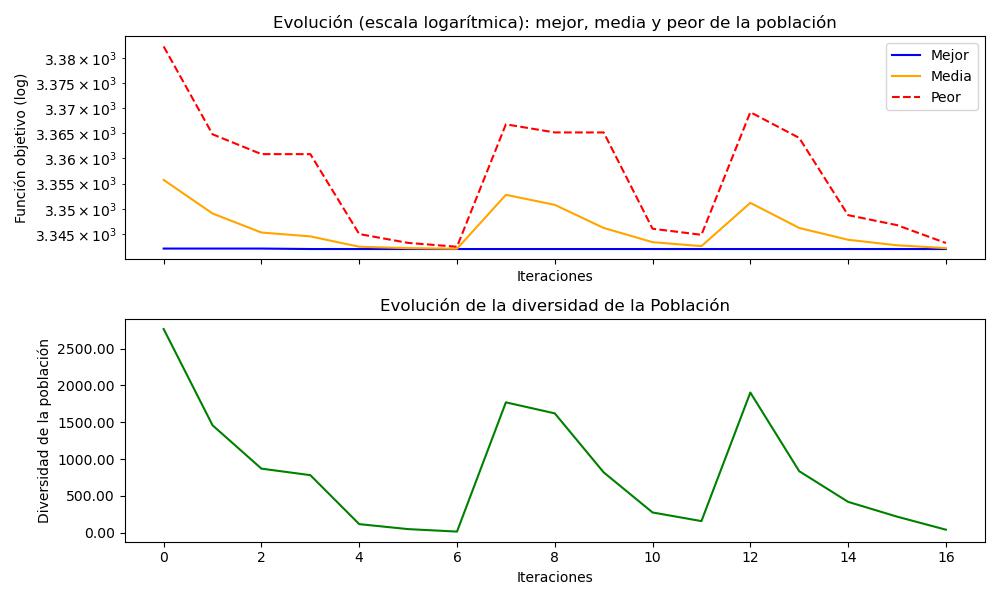 Evolución (escala logarítmica): mejor, media y peor de la población
Función objetivo (log)
3.38 × 10³
3.375 × 10³
3.37 × 10³
3.365 × 10³
3.36 × 10³
3.355 × 10³
3.35 × 10³
3.345 × 10³
Mejor
Media
Peor
Iteraciones
Evolución de la diversidad de la Población
Diversidad de la población
2500.00
2000.00
1500.00
1000.00
500.00
0.00
0 2 4 6 8 10 12 14 16
Iteraciones